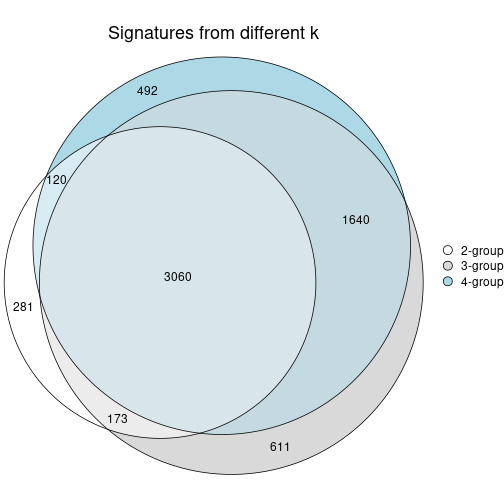 Signatures from different k
492
120
1640
3060
281
173
611
2-group
3-group
4-group